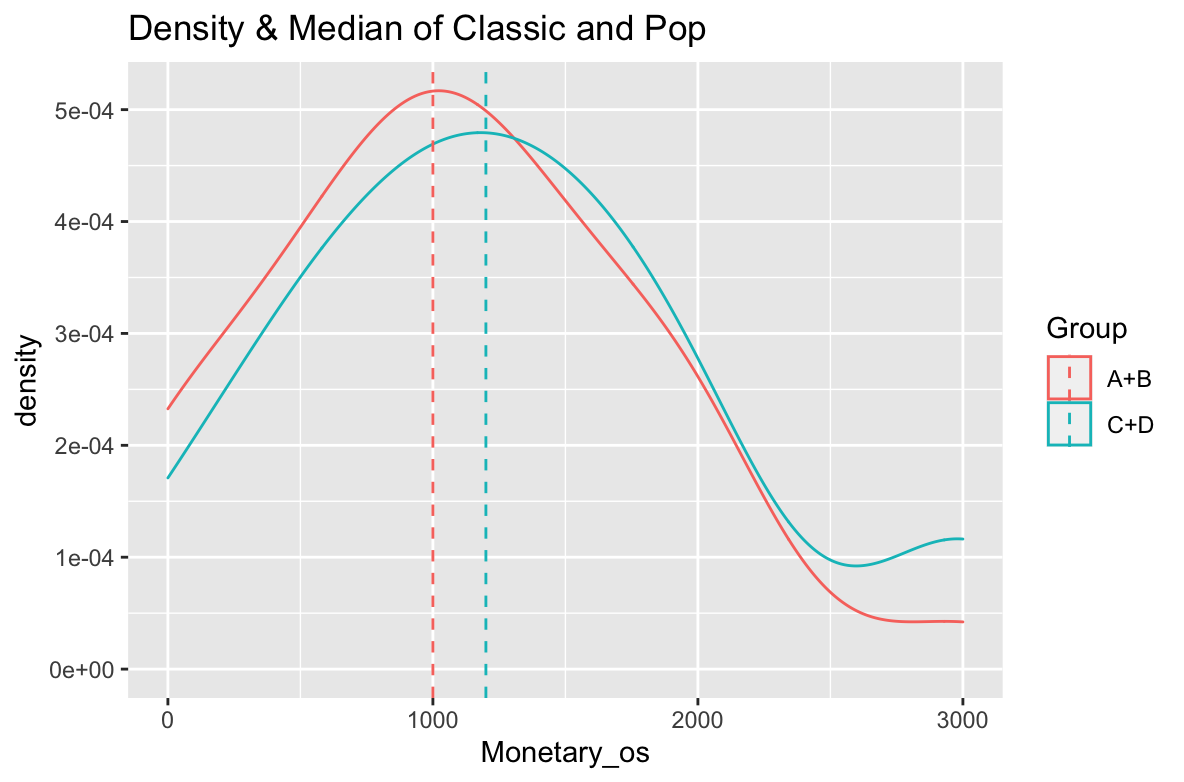 Density & Median of Classic and Pop
density
5e-04
4e-04
3e-04
2e-04
1e-04
0e+00
0
1000
2000
3000
Monetary_os
Group
A+B
C+D